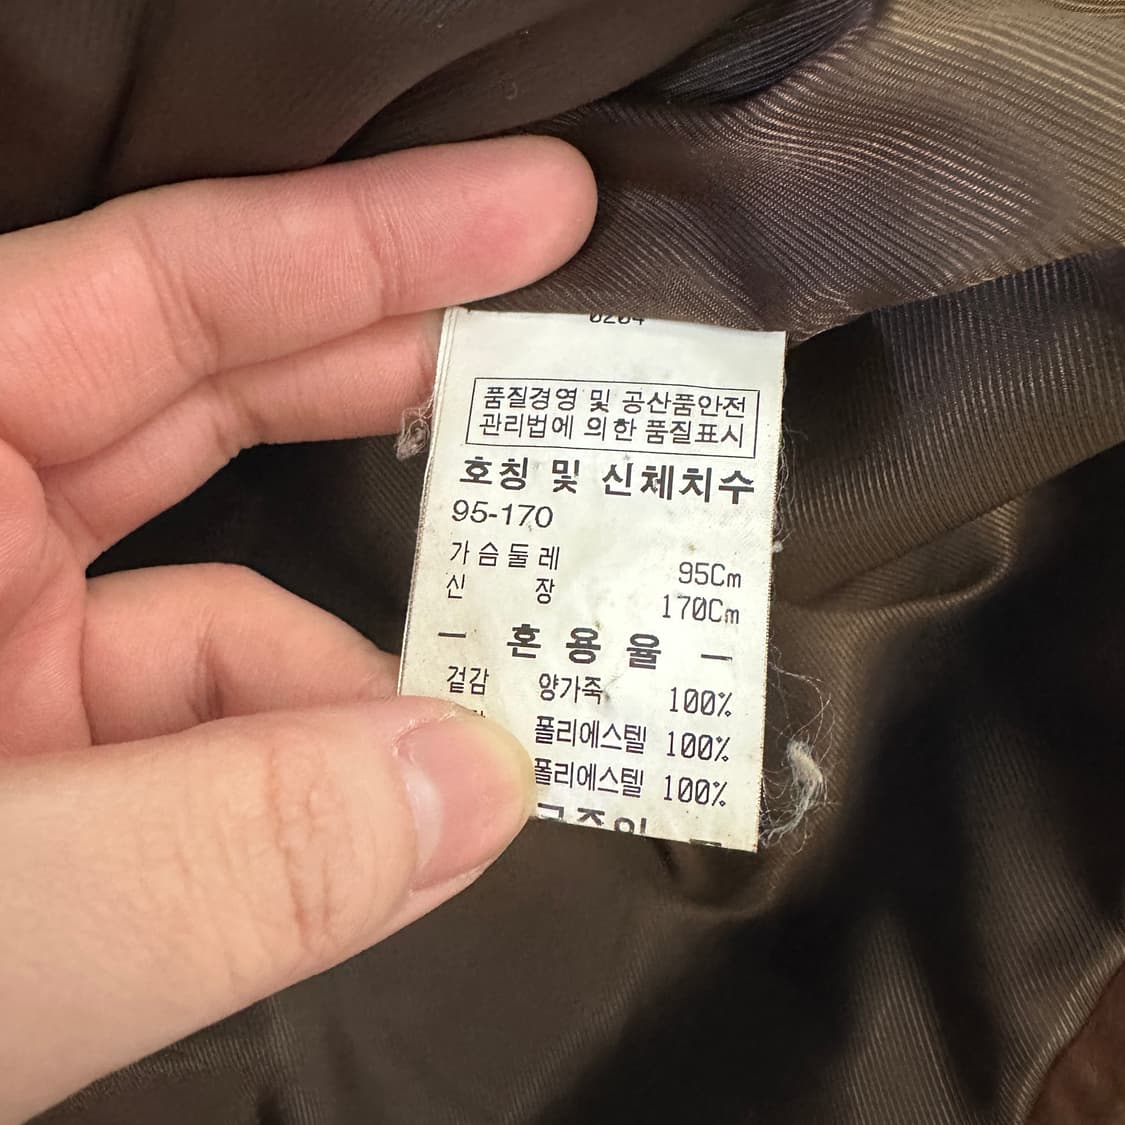 품질경영 및 공산품안전
관리법에 의한 품질표시
호칭 및 신체치수
95-170
가슴둘레 95Cm
신 장 170Cm
- 혼용율 -
겉감 양가죽 100%
폴리에스텔 100%
폴리에스텔 100%